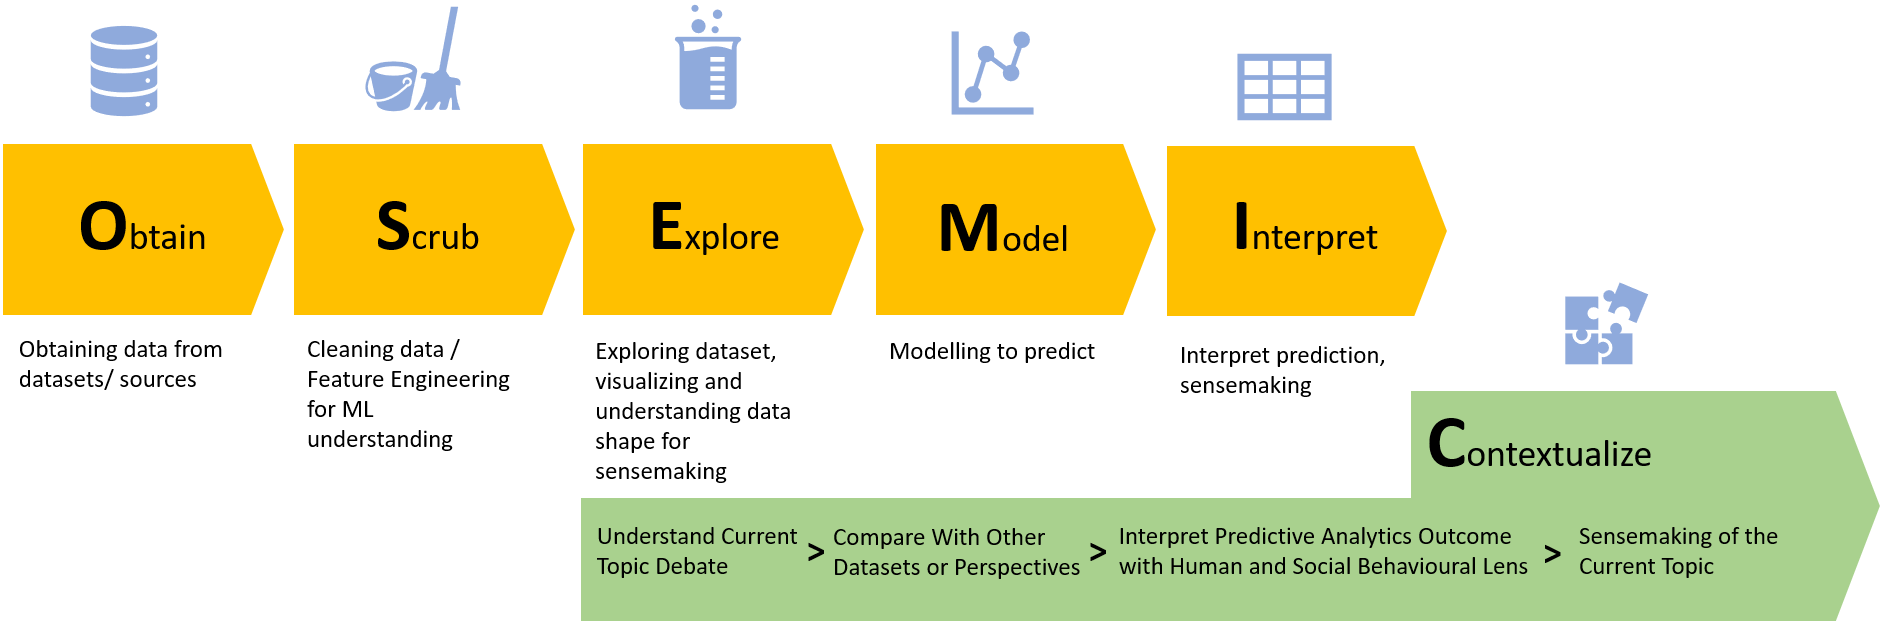 Obtain
Scrub
Explore
Model
Interpret
Obtaining data from
datasets/ sources
Cleaning data /
Feature Engineering
for ML
understanding
Exploring dataset,
visualizing and
understanding data
shape for
sensemaking
Modelling to predict
Interpret prediction,
sensemaking
Contextualize
Understand Current
Topic Debate
>
Compare With Other
Datasets or Perspectives
>
Interpret Predictive Analytics Outcome
with Human and Social Behavioural Lens
>
Sensemaking of the
Current Topic